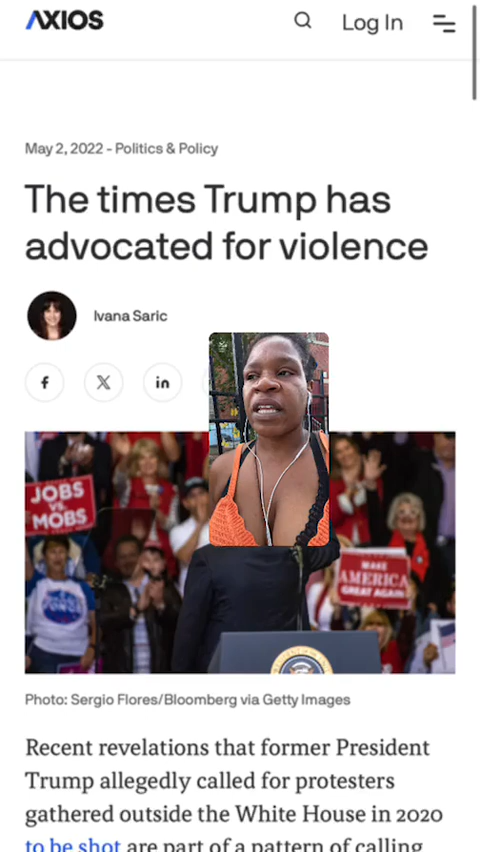 AXIOS
Log In
May 2, 2022 - Politics & Policy
The times Trump has
advocated for violence
Ivana Saric
JOBS
vs.
MOBS
MAKE
AMERICA
GREAT AGAIN
Photo: Sergio Flores/Bloomberg via Getty Images
Recent revelations that former President
Trump allegedly called for protesters
gathered outside the White House in 2020
to be shot are part of a pattern of calling